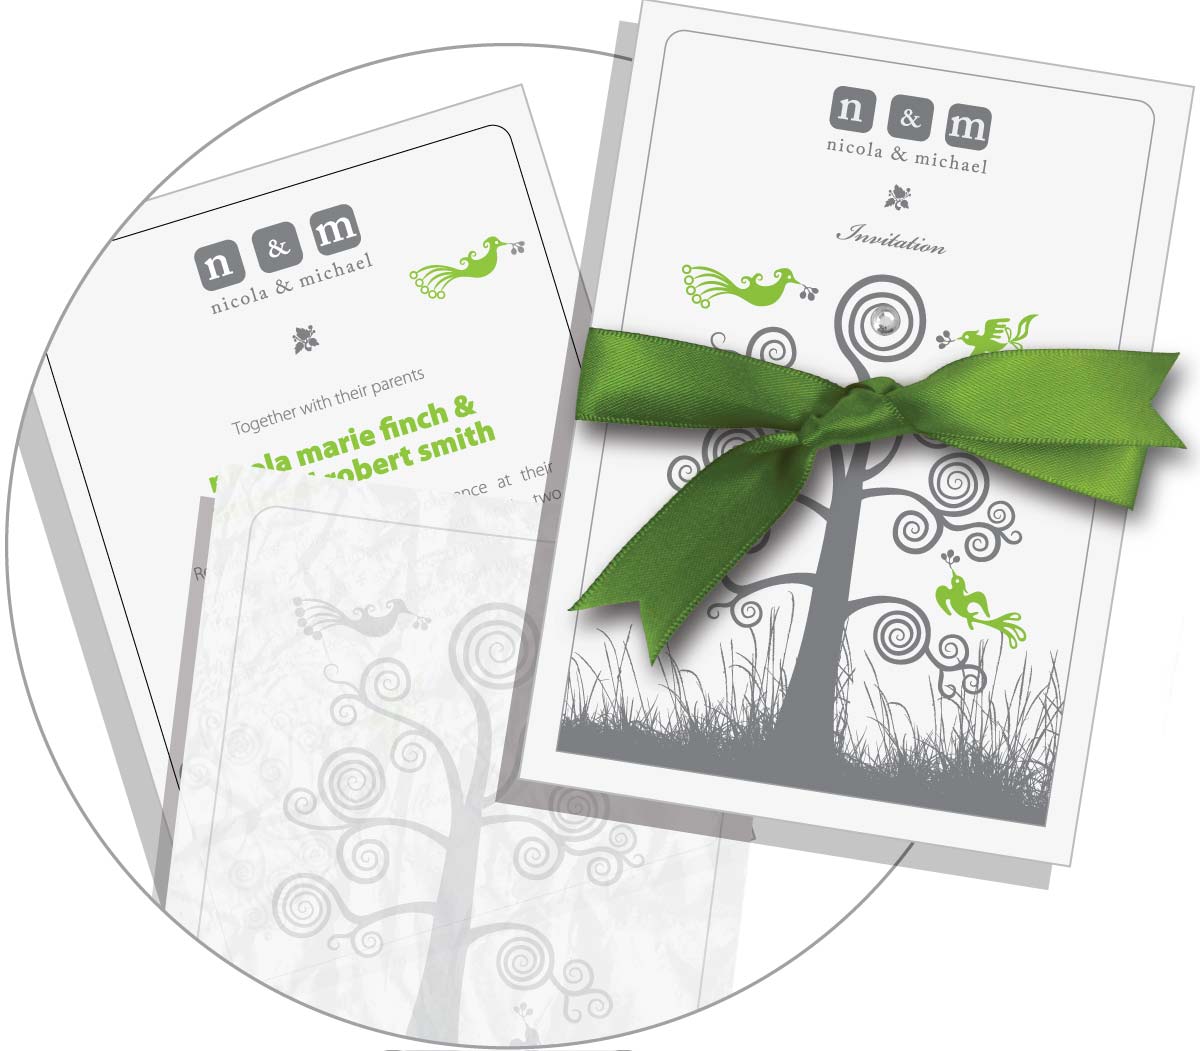 n & m
nicola & michael
Together with their parents
marie finch &
robert smith
at their
two
n & m
nicola & michael
Invitation